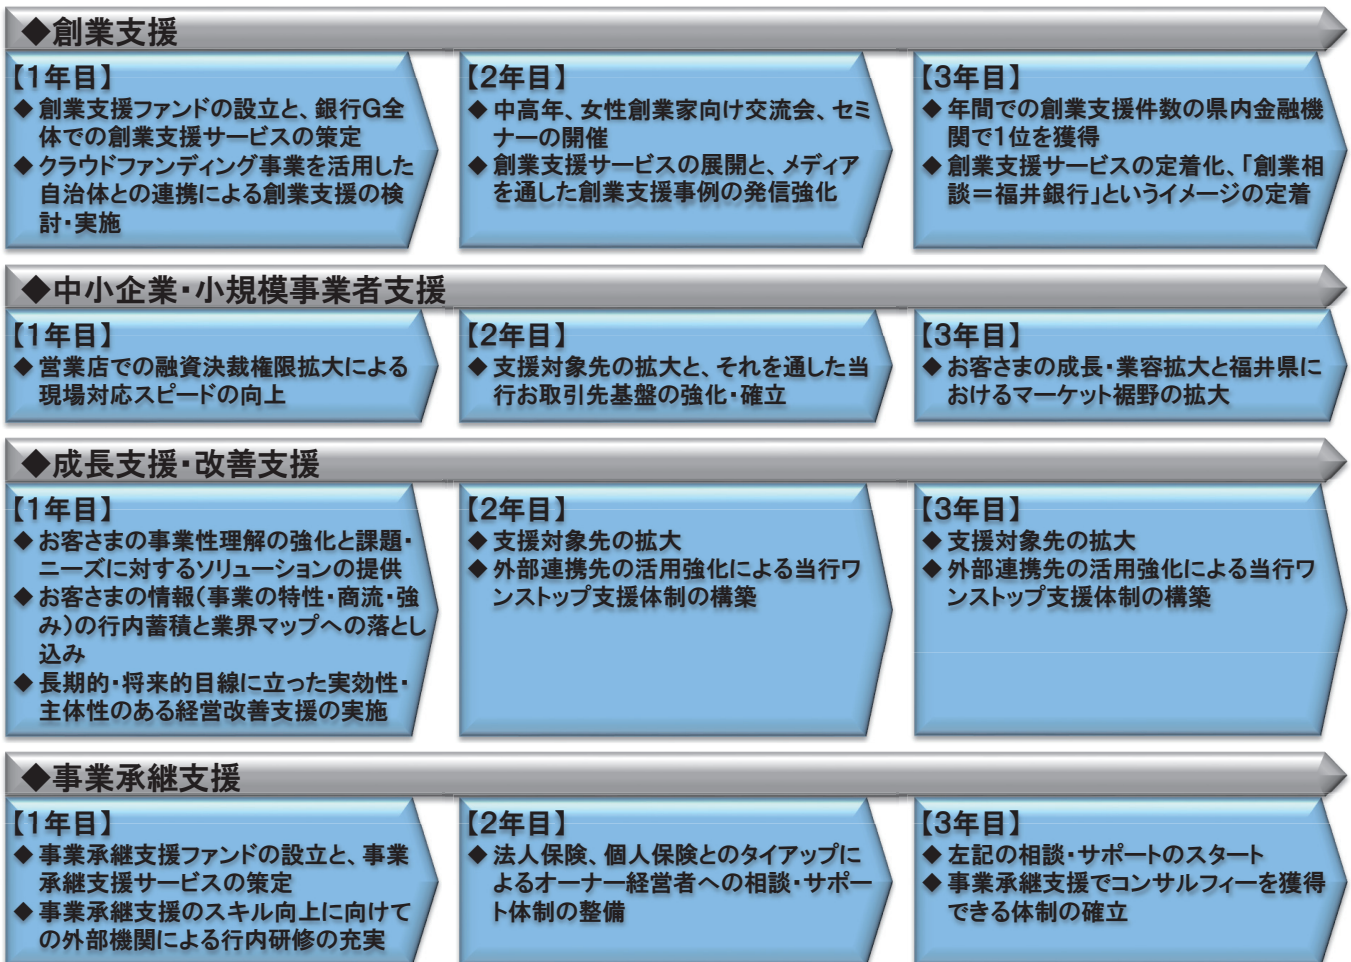 ◆創業支援
【1年目】
◆ 創業支援ファンドの設立と、銀行G全
体での創業支援サービスの策定
◆ クラウドファンディング事業を活用した
自治体との連携による創業支援の検
討・実施
【2年目】
◆ 中高年、女性創業家向け交流会、セミ
ナーの開催
◆ 創業支援サービスの展開と、メディア
を通した創業支援事例の発信強化
【3年目】
◆ 年間での創業支援件数の県内金融機
関で1位を獲得
◆ 創業支援サービスの定着化、「創業相
談＝福井銀行」というイメージの定着
◆中小企業・小規模事業者支援
【1年目】
◆ 営業店での融資決裁権限拡大による
現場対応スピードの向上
【2年目】
◆ 支援対象先の拡大と、それを通した当
行お取引先基盤の強化・確立
【3年目】
◆ お客さまの成長・業容拡大と福井県に
おけるマーケット裾野の拡大
◆成長支援・改善支援
【1年目】
◆ お客さまの事業性理解の強化と課題・
ニーズに対するソリューションの提供
◆ お客さまの情報（事業の特性・商流・強
み）の行内蓄積と業界マップへの落とし
込み
◆ 長期的・将来的目線に立った実効性・
主体性のある経営改善支援の実施
【2年目】
◆ 支援対象先の拡大
◆ 外部連携先の活用強化による当行ワ
ンストップ支援体制の構築
【3年目】
◆ 支援対象先の拡大
◆ 外部連携先の活用強化による当行ワ
ンストップ支援体制の構築
◆事業承継支援
【1年目】
◆ 事業承継支援ファンドの設立と、事業
承継支援サービスの策定
◆ 事業承継支援のスキル向上に向けて
の外部機関による行内研修の充実
【2年目】
◆ 法人保険、個人保険とのタイアップに
よるオーナー経営者への相談・サポー
ト体制の整備
【3年目】
◆ 左記の相談・サポートのスタート
◆ 事業承継支援でコンサルフィーを獲得
できる体制の確立